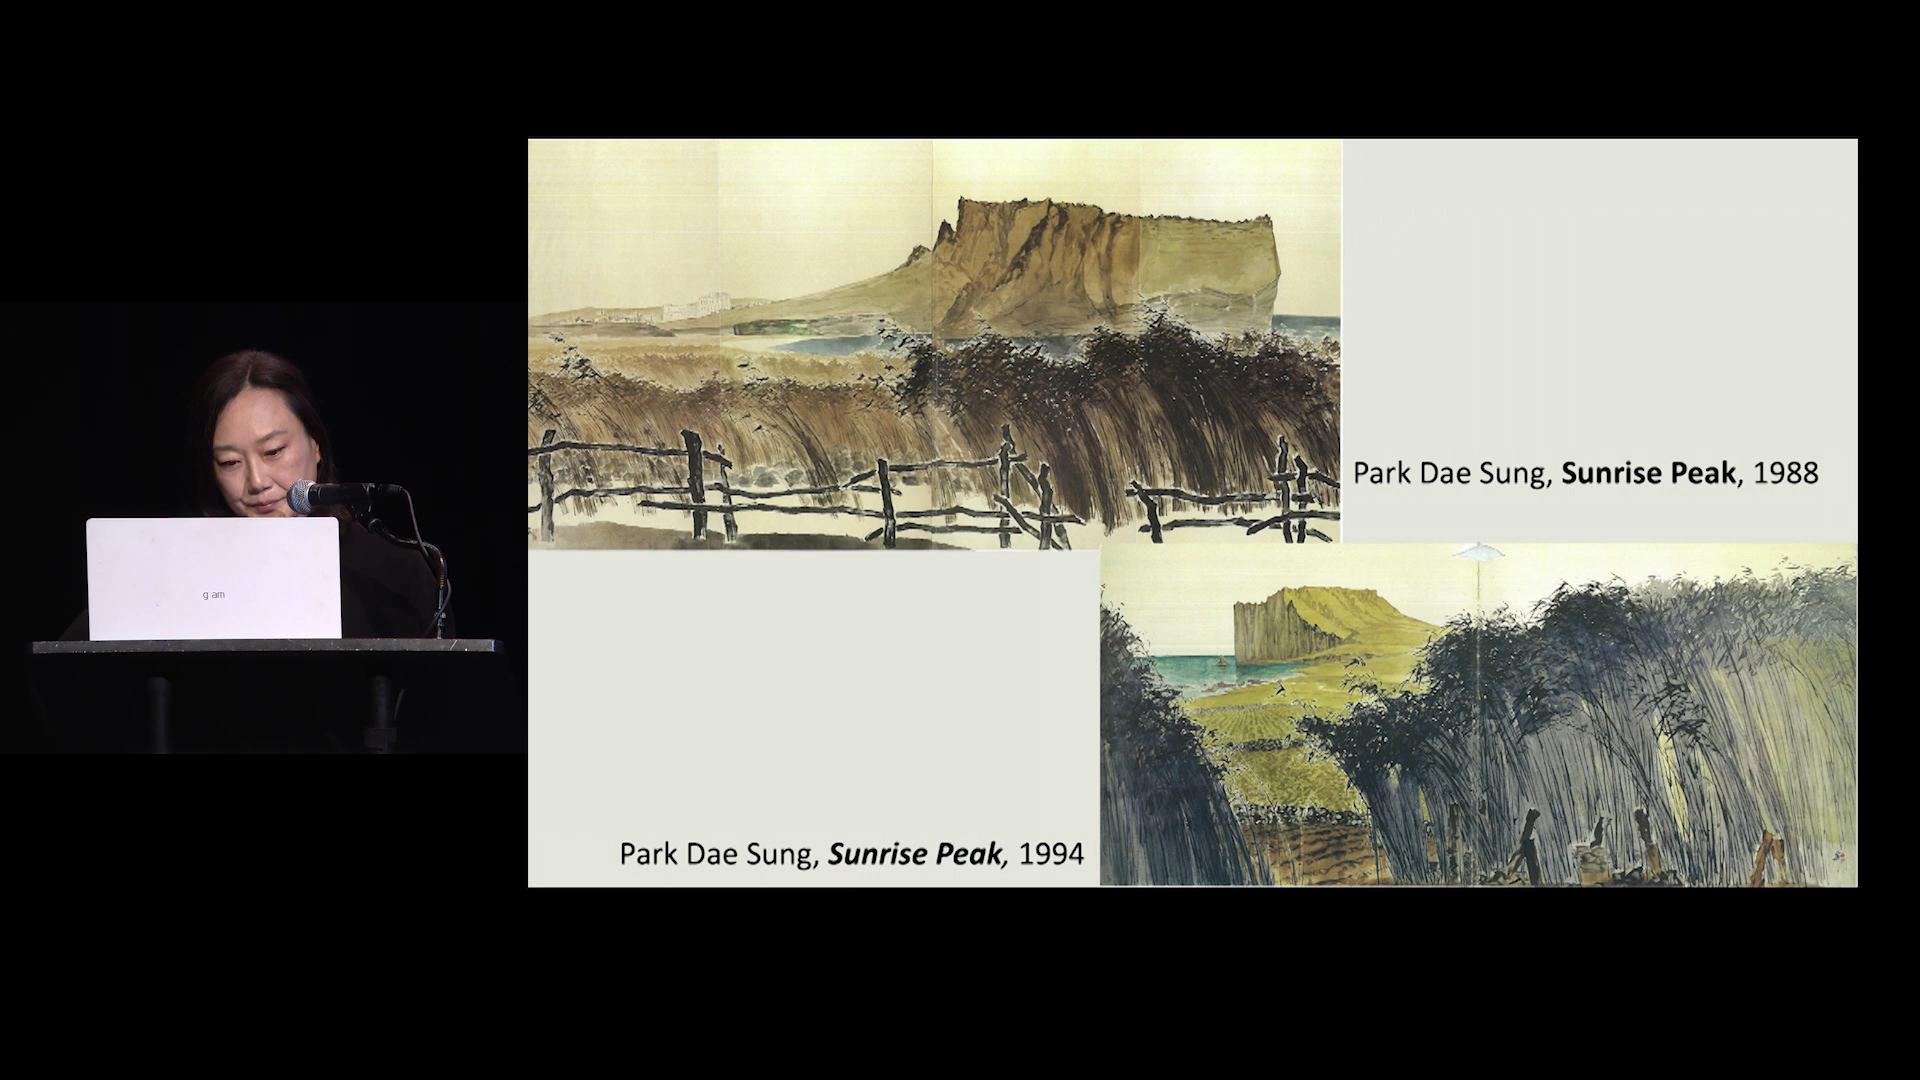 g am
Park Dae Sung, Sunrise Peak, 1988
Park Dae Sung, Sunrise Peak, 1994